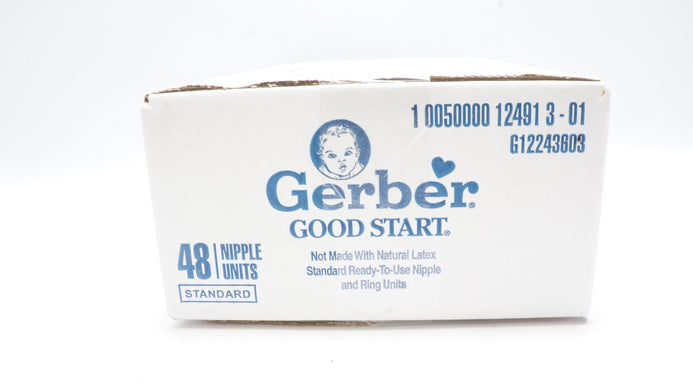 1 0050000 12491 3 - 01
G12243603
Gerber®
GOOD START®
48 NIPPLE
UNITS
STANDARD
Not Made With Natural Latex
Standard Ready-To-Use Nipple
and Ring Units